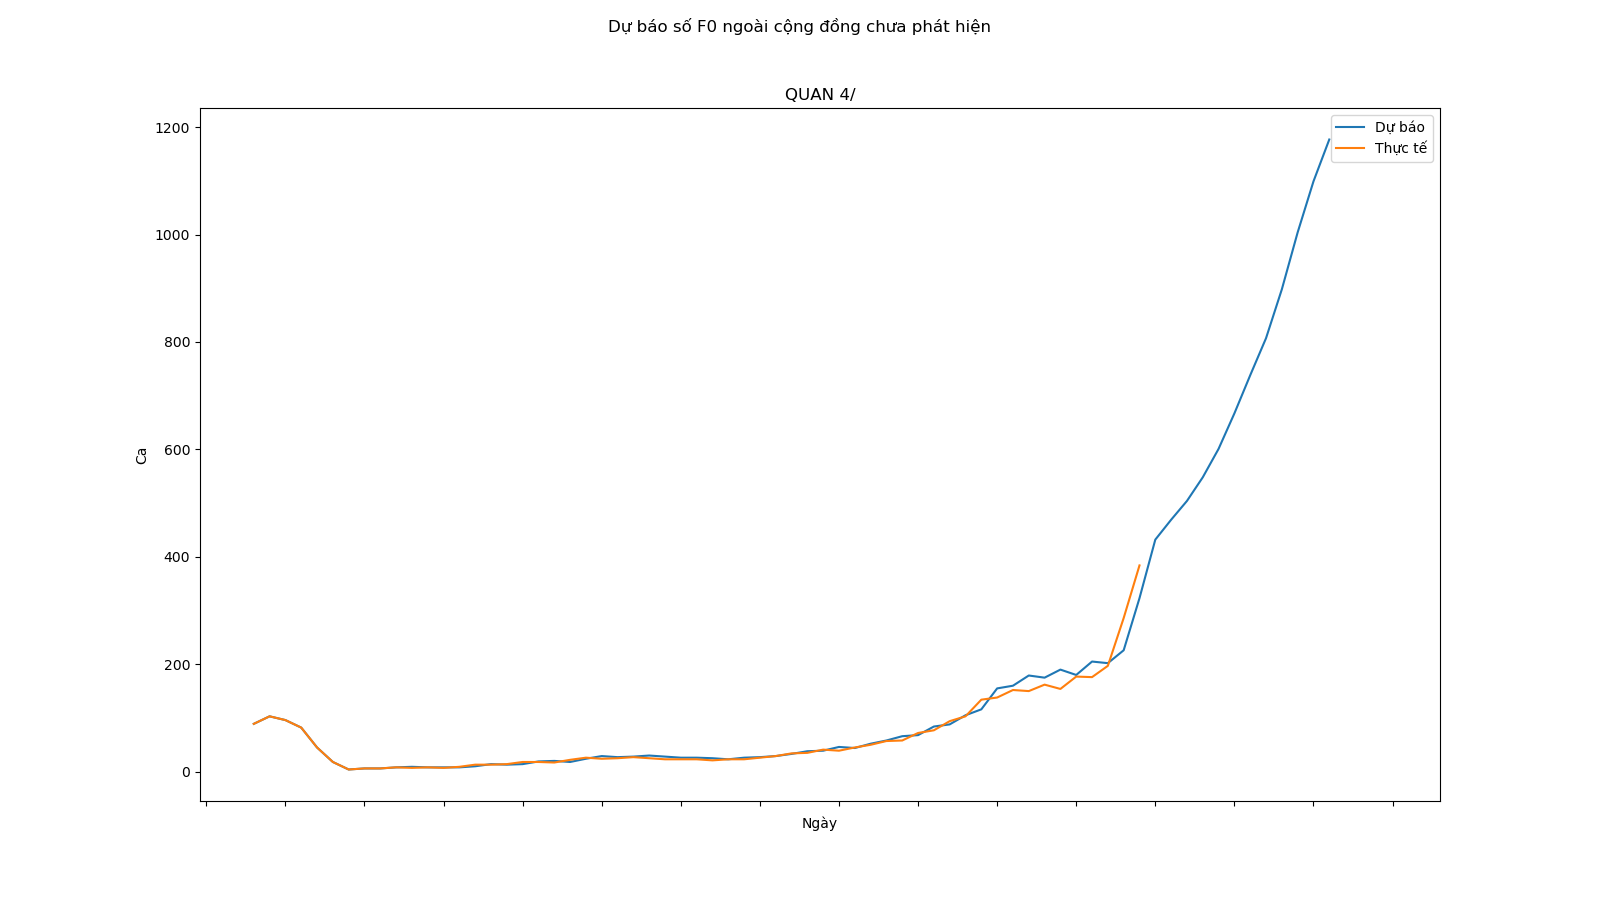 Dự báo số F0 ngoài cộng đồng chưa phát hiện
QUAN 4/
Dự báo
Thực tế
1200
1000
800
600
400
200
0
Ca
Ngày